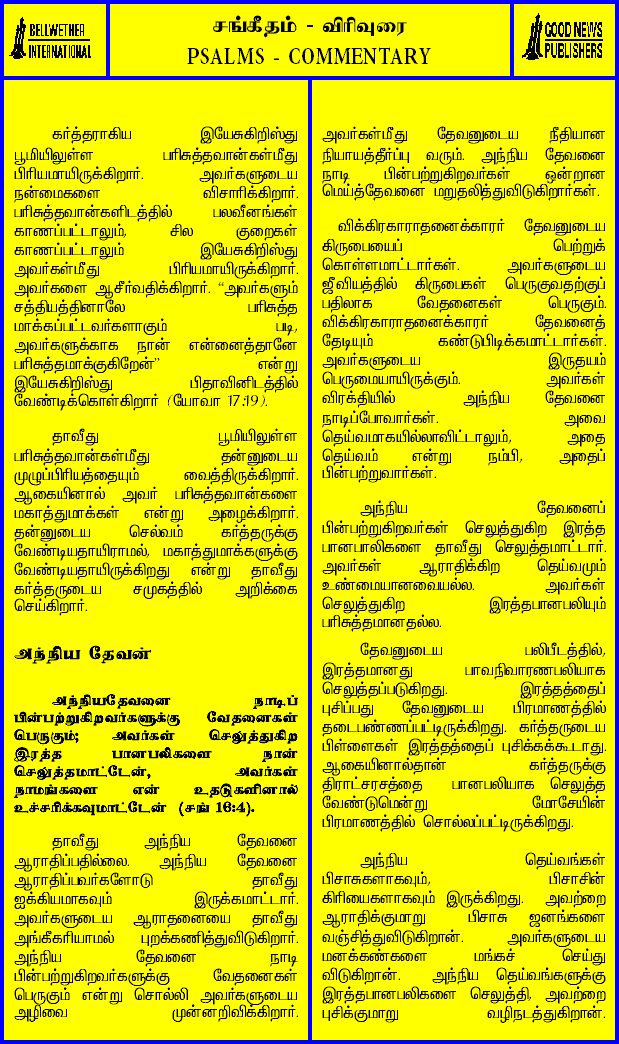 BELLWETHER
INTERNATIONAL
சங்கீதம் - விரிவுரை
PSALMS - COMMENTARY
GOOD NEWS
PUBLISHERS
கர்த்தராகிய இயேசுகிறிஸ்து
பூமியிலுள்ள பரிசுத்தவான்கள்மீது
பிரியமாயிருக்கிறார். அவர்களுடைய
நன்மைகளை விசாரிக்கிறார்.
பரிசுத்தவான்களிடத்தில் பலவீனங்கள்
காணப்பட்டாலும், சில குறைகள்
காணப்பட்டாலும் இயேசுகிறிஸ்து
அவர்கள்மீது பிரியமாயிருக்கிறார்.
அவர்களை ஆசீர்வதிக்கிறார். “அவர்களும்
சத்தியத்தினாலே பரிசுத்த
மாக்கப்பட்டவர்களாகும் படி,
அவர்களுக்காக நான் என்னைத்தானே
பரிசுத்தமாக்குகிறேன்” என்று
இயேசுகிறிஸ்து பிதாவினிடத்தில்
வேண்டிக்கொள்கிறார் (யோவா 17:19).
தாவீது பூமியிலுள்ள
பரிசுத்தவான்கள்மீது தன்னுடைய
முழுப்பிரியத்தையும் வைத்திருக்கிறார்.
ஆகையினால் அவர் பரிசுத்தவான்களை
மகாத்துமாக்கள் என்று அழைக்கிறார்.
தன்னுடைய செல்வம் கர்த்தருக்கு
வேண்டியதாயிராமல், மகாத்துமாக்களுக்கு
வேண்டியதாயிருக்கிறது என்று தாவீது
கர்த்தருடைய சமுகத்தில் அறிக்கை
செய்கிறார்.
அந்நிய தேவன்
அந்நியதேவனை நாடிப்
பின்பற்றுகிறவர்களுக்கு வேதனைகள்
பெருகும்; அவர்கள் செலுத்துகிற
இரத்த பானபலிகளை நான்
செலுத்தமாட்டேன், அவர்கள்
நாமங்களை என் உதடுகளினால்
உச்சரிக்கவுமாட்டேன் (சங் 16:4).
தாவீது அந்நிய தேவனை
ஆராதிப்பதில்லை. அந்நிய தேவனை
ஆராதிப்பவர்களோடு தாவீது
ஐக்கியமாகவும் இருக்கமாட்டார்.
அவர்களுடைய ஆராதனையை தாவீது
அங்கீகரியாமல் புறக்கணித்துவிடுகிறார்.
அந்நிய தேவனை நாடி
பின்பற்றுகிறவர்களுக்கு வேதனைகள்
பெருகும் என்று சொல்லி அவர்களுடைய
அழிவை முன்னறிவிக்கிறார்.
அவர்கள்மீது தேவனுடைய நீதியான
நியாயத்தீர்ப்பு வரும். அந்நிய தேவனை
நாடி பின்பற்றுகிறவர்கள் ஒன்றான
மெய்த்தேவனை மறுதலித்துவிடுகிறார்கள்.
விக்கிரகாராதனைக்காரர் தேவனுடைய
கிருபையைப் பெற்றுக்
கொள்ளமாட்டார்கள். அவர்களுடைய
ஜீவியத்தில் கிருபைகள் பெருகுவதற்குப்
பதிலாக வேதனைகள் பெருகும்.
விக்கிரகாராதனைக்காரர் தேவனைத்
தேடியும் கண்டுபிடிக்கமாட்டார்கள்.
அவர்களுடைய இருதயம்
பெருமையாயிருக்கும். அவர்கள்
விரக்தியில் அந்நிய தேவனை
நாடிப்போவார்கள். அவை
தெய்வமாகயில்லாவிட்டாலும், அதை
தெய்வம் என்று நம்பி, அதைப்
பின்பற்றுவார்கள்.
அந்நிய தேவனைப்
பின்பற்றுகிறவர்கள் செலுத்துகிற இரத்த
பானபாலிகளை தாவீது செலுத்தமாட்டார்.
அவர்கள் ஆராதிக்கிற தெய்வமும்
உண்மையானவையல்ல. அவர்கள்
செலுத்துகிற இரத்தபானபலியும்
பரிசுத்தமானதல்ல.
தேவனுடைய பலிபீடத்தில்,
இரத்தமானது பாவநிவாரணபலியாக
செலுத்தப்படுகிறது. இரத்தத்தைப்
புசிப்பது தேவனுடைய பிரமாணத்தில்
தடைபண்ணப்பட்டிருக்கிறது. கர்த்தருடைய
பிள்ளைகள் இரத்தத்தைப் புசிக்கக்கூடாது.
ஆகையினால்தான் கர்த்தருக்கு
திராட்சரசத்தை பானபலியாக செலுத்த
வேண்டுமென்று மோசேயின்
பிரமாணத்தில் சொல்லப்பட்டிருக்கிறது.
அந்நிய தெய்வங்கள்
பிசாசுகளாகவும், பிசாசின்
கிரியைகளாகவும் இருக்கிறது. அவற்றை
ஆராதிக்குமாறு பிசாசு ஜனங்களை
வஞ்சித்துவிடுகிறான். அவர்களுடைய
மனக்கண்களை மங்கச் செய்து
விடுகிறான். அந்நிய தெய்வங்களுக்கு
இரத்தபானபலிகளை செலுத்தி, அவற்றை
புசிக்குமாறு வழிநடத்துகிறான்.